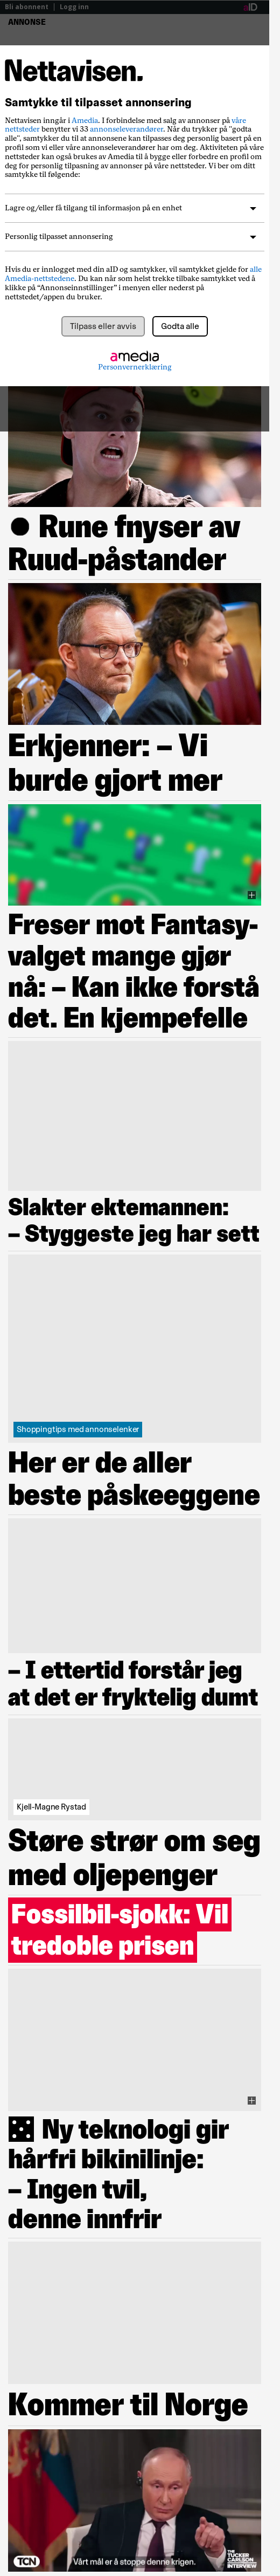 Bli abonnent | Logg inn
aID
ANNONSE
Nettavisen.
Samtykke til tilpasset annonsering
Nettavisen inngår i Amedia. I forbindelse med salg av annonser på våre
nettsteder benytter vi 33 annonseleverandører. Når du trykker på "godta
alle", samtykker du til at annonsene kan tilpasses deg personlig basert på en
profil som vi eller våre annonseleverandører har om deg. Aktiviteten på våre
nettsteder kan også brukes av Amedia til å bygge eller forbedre en profil om
deg for personlig tilpasning av annonser på våre nettsteder. Vi ber om ditt
samtykke til følgende:
Lagre og/eller få tilgang til informasjon på en enhet
Personlig tilpasset annonsering
Hvis du er innlogget med din aID og samtykker, vil samtykket gjelde for alle
Amedia-nettstedene. Du kan når som helst trekke tilbake samtykket ved å
klikke på “Annonseinnstillinger” i menyen eller nederst på
nettstedet/appen du bruker.
Tilpass eller avvis
Godta alle
amedia
Personvernerklæring
Rune fnyser av
Ruud-påstander
Erkjenner: – Vi
burde gjort mer
Freser mot Fantasy-
valget mange gjør
nå: – Kan ikke forstå
det. En kjempefelle
Slakter ektemannen:
– Styggeste jeg har sett
Shoppingtips med annonselenker
Her er de aller
beste påskeeggene
– I ettertid forstår jeg
at det er fryktelig dumt
Kjell-Magne Rystad
Støre strør om seg
med oljepenger
Fossilbil-sjokk: Vil
tredoble prisen
Ny teknologi gir
hårfri bikinilinje:
– Ingen tvil,
denne innfrir
Kommer til Norge
TCN
Vårt mål er å stoppe denne krigen.
THE
TUCKER
CARLSON
INTERVIEW